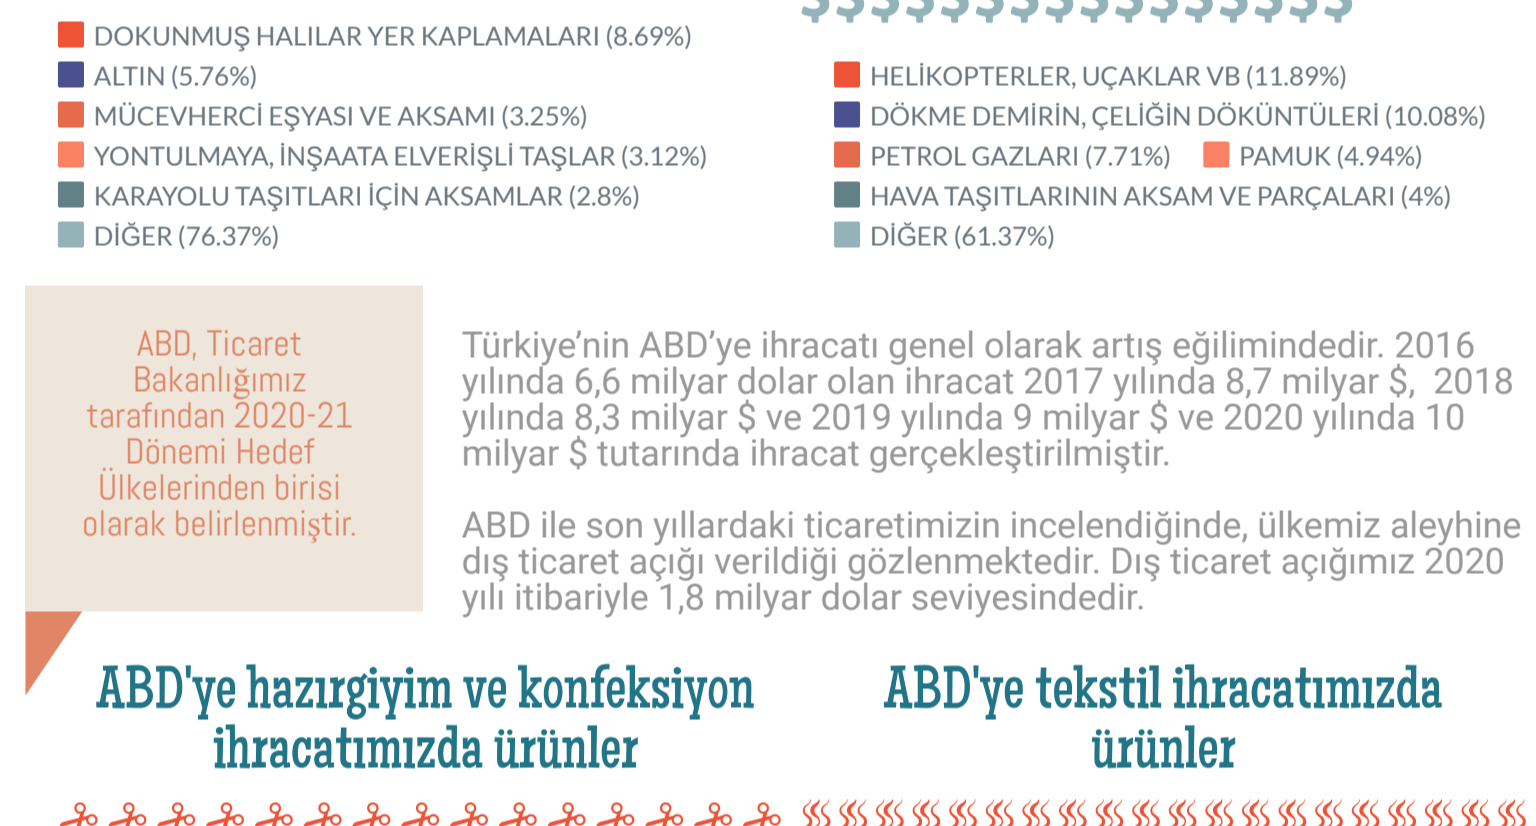 DOKUNMUŞ HALILAR YER KAPLAMALARI (8.69%)
ALTIN (5.76%)
MÜCEVHERCİ EŞYASI VE AKSAMI (3.25%)
YONTULMAYA, İNŞAATA ELVERİŞLİ TAŞLAR (3.12%)
KARAYOLU TAŞITLARI İÇİN AKSAMLAR (2.8%)
DİĞER (76.37%)
$$$$$$$$$$$$$$$$
HELİKOPTERLER, UÇAKLAR VB (11.89%)
DÖKME DEMİRİN, ÇELİĞİN DÖKÜNTÜLERİ (10.08%)
PETROL GAZLARI (7.71%) PAMUK (4.94%)
HAVA TAŞITLARININ AKSAM VE PARÇALARI (4%)
DİĞER (61.37%)
ABD, Ticaret
Bakanlığımız
tarafından 2020-21
Dönemi Hedef
Ülkelerinden birisi
olarak belirlenmiştir.
Türkiye’nin ABD’ye ihracatı genel olarak artış eğilimindedir. 2016
yılında 6,6 milyar dolar olan ihracat 2017 yılında 8,7 milyar $, 2018
yılında 8,3 milyar $ ve 2019 yılında 9 milyar $ ve 2020 yılında 10
milyar $ tutarında ihracat gerçekleştirilmiştir.
ABD ile son yıllardaki ticaretimizin incelendiğinde, ülkemiz aleyhine
dış ticaret açığı verildiği gözlenmektedir. Dış ticaret açığımız 2020
yılı itibariyle 1,8 milyar dolar seviyesindedir.
ABD'ye hazırgiyim ve konfeksiyon
ihracatımızda ürünler
ABD'ye tekstil ihracatımızda
ürünler